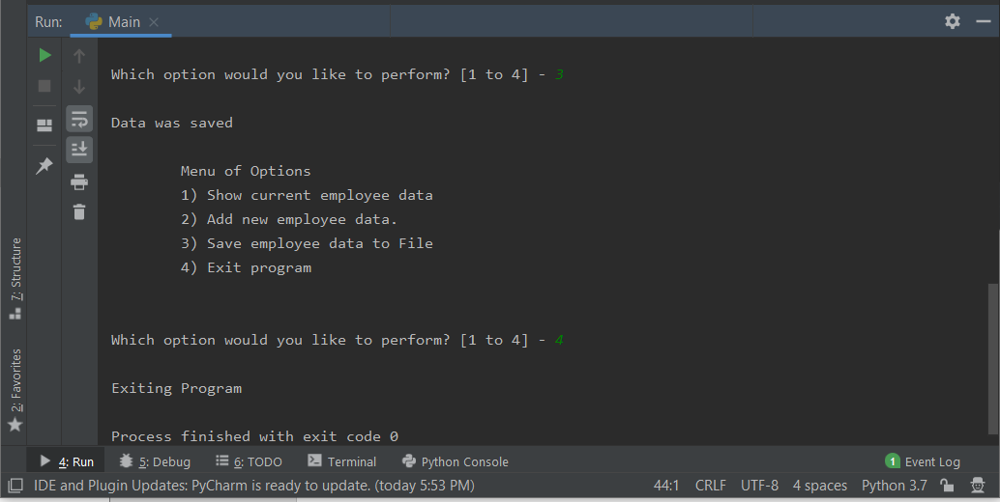 Run: Main
Which option would you like to perform? [1 to 4] - 3
Data was saved
Menu of Options
1) Show current employee data
2) Add new employee data.
3) Save employee data to File
4) Exit program
Which option would you like to perform? [1 to 4] - 4
Exiting Program
Process finished with exit code 0
7: Structure
2: Favorites
4: Run 5: Debug 6: TODO Terminal Python Console 1 Event Log
IDE and Plugin Updates: PyCharm is ready to update. (today 5:53 PM) 44:1 CRLF UTF-8 4 spaces Python 3.7